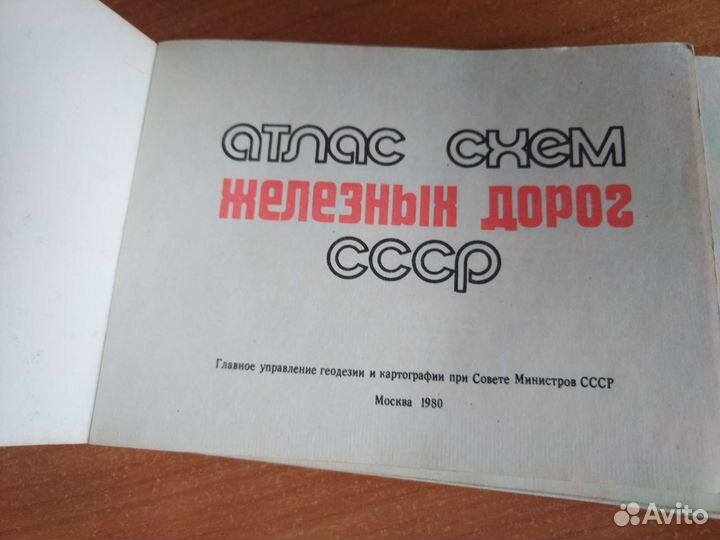 атлас схем
железных дорог
ссср
Главное управление геодезии и картографии при Совете Министров СССР
Москва 1980
Avito